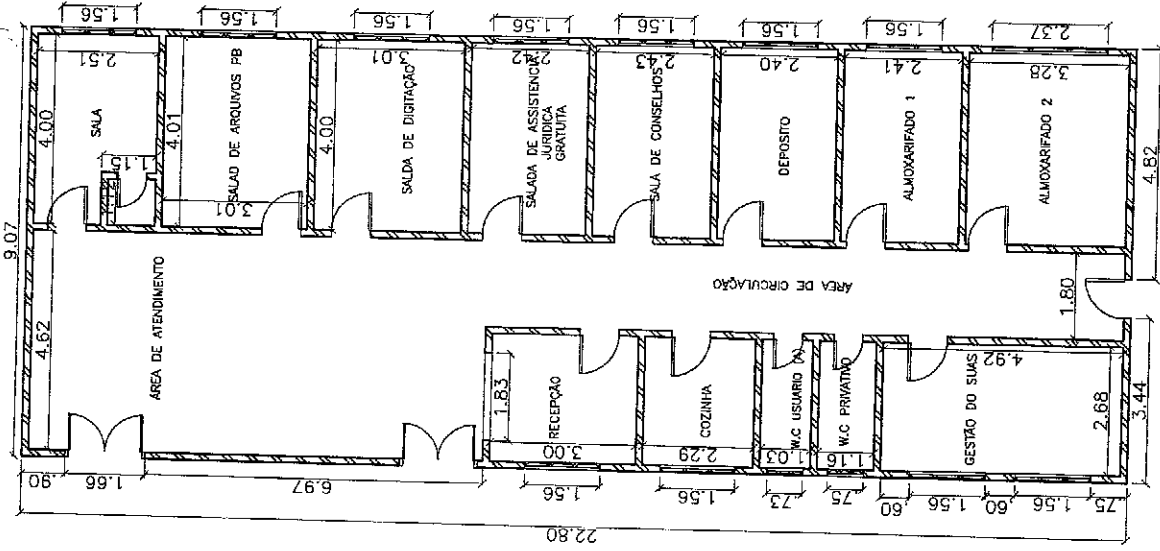 1.56
1.56
1.56
1.56
1.56
1.56
1.56
2.37
2.51
3.01
2.42
2.43
2.40
2.41
3.28
4.00
4.01
4.00
SALA
1.15
SALAO DE ARQUIVOS PB
3.01
SALDA DE DIGITAÇÃO
SALADA DE ASSISTENCIA
JURIDICA
GRATUITA
SALA DE CONSELHOS
DEPOSITO
ALMOXARIFADO 1
ALMOXARIFADO 2
4.82
9.07
4.62
ÁREA DE ATENDIMENTO
ÁREA DE CIRCULAÇÃO
1.80
1.83
RECEPÇÃO
3.00
COZINHA
2.29
W.C USUARIO (A)
1.03
W.C PRIVATIVO
1.16
GESTÃO DO SUAS
4.92
2.68
3.44
.90
1.66
6.97
1.56
1.56
.73
.75
.60
1.56
.60
1.56
.75
22.80